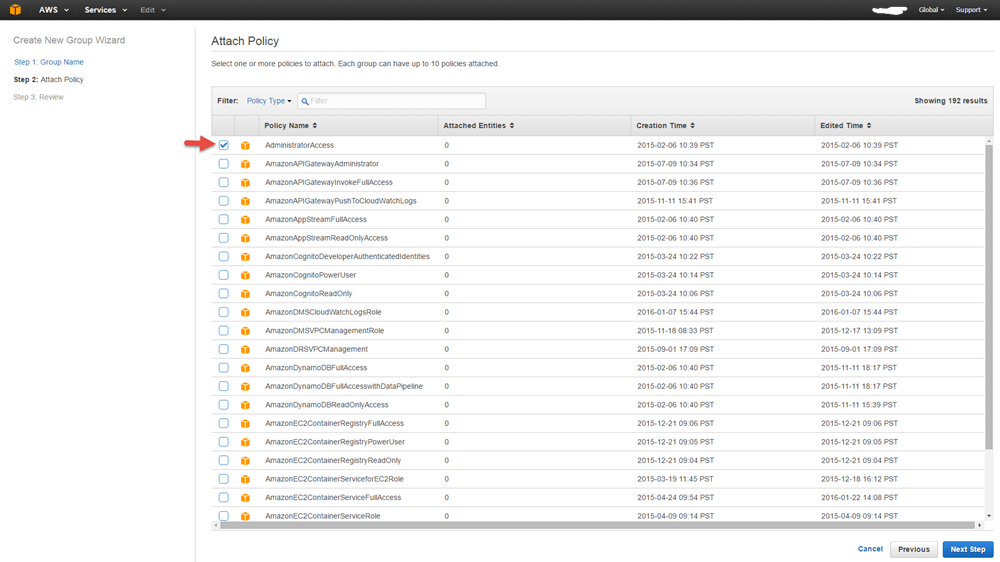 AWS Services Edit Global Support
Create New Group Wizard
Step 1: Group Name
Step 2: Attach Policy
Step 3: Review
Attach Policy
Select one or more policies to attach. Each group can have up to 10 policies attached.
Filter: Policy Type Filter Showing 192 results
Policy Name Attached Entities Creation Time Edited Time
AdministratorAccess 0 2015-02-06 10:39 PST 2015-02-06 10:39 PST
AmazonAPIGatewayAdministrator 0 2015-07-09 10:34 PST 2015-07-09 10:34 PST
AmazonAPIGatewayInvokeFullAccess 0 2015-07-09 10:36 PST 2015-07-09 10:36 PST
AmazonAPIGatewayPushToCloudWatchLogs 0 2015-11-11 15:41 PST 2015-11-11 15:41 PST
AmazonAppStreamFullAccess 0 2015-02-06 10:40 PST 2015-02-06 10:40 PST
AmazonAppStreamReadOnlyAccess 0 2015-02-06 10:40 PST 2015-02-06 10:40 PST
AmazonCognitoDeveloperAuthenticatedIdentities 0 2015-03-24 10:22 PST 2015-03-24 10:22 PST
AmazonCognitoPowerUser 0 2015-03-24 10:14 PST 2015-03-24 10:14 PST
AmazonCognitoReadOnly 0 2015-03-24 10:06 PST 2015-03-24 10:06 PST
AmazonDMSCloudWatchLogsRole 0 2016-01-07 15:44 PST 2016-01-07 15:44 PST
AmazonDMSVPCManagementRole 0 2015-11-18 08:33 PST 2015-12-17 13:09 PST
AmazonDRSVPCManagement 0 2015-09-01 17:09 PST 2015-09-01 17:09 PST
AmazonDynamoDBFullAccess 0 2015-02-06 10:40 PST 2015-11-11 18:17 PST
AmazonDynamoDBFullAccesswithDataPipeline 0 2015-02-06 10:40 PST 2015-11-11 18:17 PST
AmazonDynamoDBReadOnlyAccess 0 2015-02-06 10:40 PST 2015-11-11 15:39 PST
AmazonEC2ContainerRegistryFullAccess 0 2015-12-21 09:06 PST 2015-12-21 09:06 PST
AmazonEC2ContainerRegistryPowerUser 0 2015-12-21 09:05 PST 2015-12-21 09:05 PST
AmazonEC2ContainerRegistryReadOnly 0 2015-12-21 09:04 PST 2015-12-21 09:04 PST
AmazonEC2ContainerServiceforEC2Role 0 2015-03-19 11:45 PST 2015-12-18 16:12 PST
AmazonEC2ContainerServiceFullAccess 0 2015-04-24 09:54 PST 2016-01-22 14:08 PST
AmazonEC2ContainerServiceRole 0 2015-04-09 09:14 PST 2015-04-09 09:14 PST
Cancel Previous Next Step